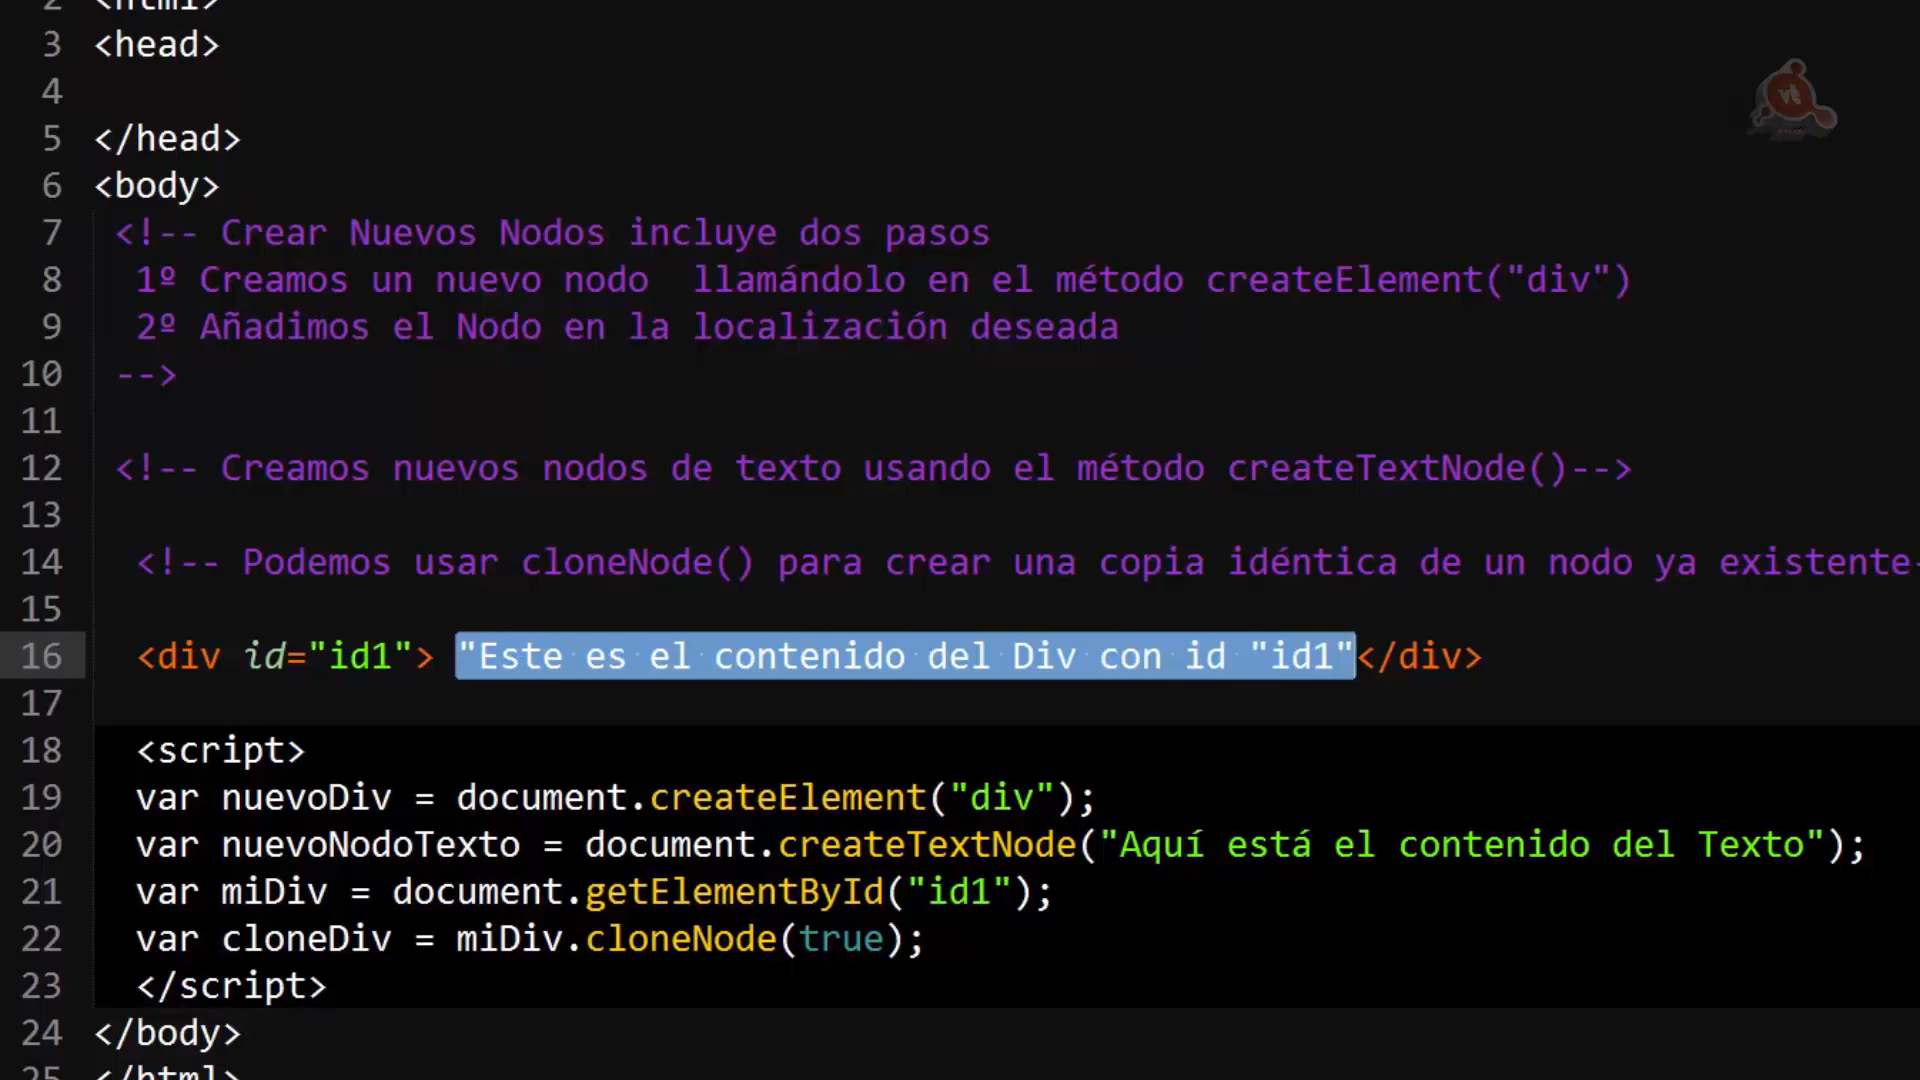 2 <html>
3 <head>
4
5 </head>
6 <body>
7 <!-- Crear Nuevos Nodos incluye dos pasos
8 1º Creamos un nuevo nodo  llamándolo en el método createElement("div")
9 2º Añadimos el Nodo en la localización deseada
10 -->
11
12 <!-- Creamos nuevos nodos de texto usando el método createTextNode()-->
13
14 <!-- Podemos usar cloneNode() para crear una copia idéntica de un nodo ya existente-
15
16 <div id="id1"> "Este es el contenido del Div con id "id1"</div>
17
18 <script>
19 var nuevoDiv = document.createElement("div");
20 var nuevoNodoTexto = document.createTextNode("Aquí está el contenido del Texto");
21 var miDiv = document.getElementById("id1");
22 var cloneDiv = miDiv.cloneNode(true);
23 </script>
24 </body>
25 </html>